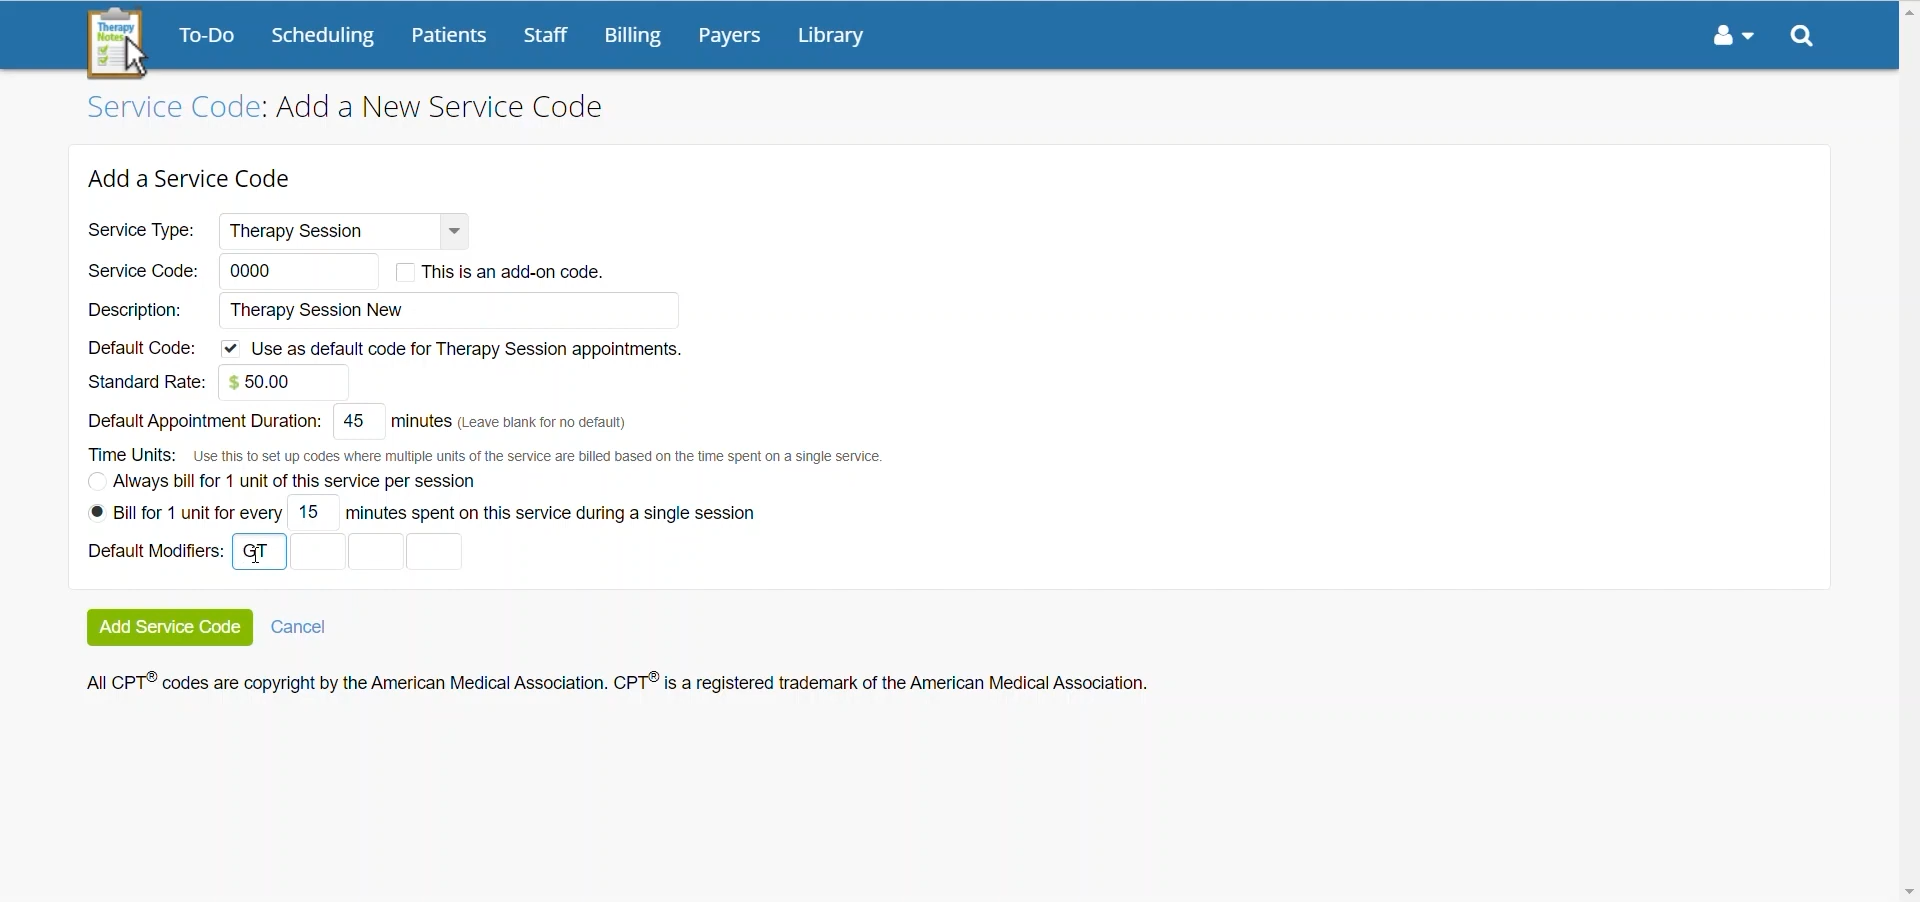 Therapy Notes To-Do Scheduling Patients Staff Billing Payers Library
Service Code: Add a New Service Code
Add a Service Code
Service Type: Therapy Session
Service Code: 0000 This is an add-on code.
Description: Therapy Session New
Default Code: Use as default code for Therapy Session appointments.
Standard Rate: $ 50.00
Default Appointment Duration: 45 minutes (Leave blank for no default)
Time Units: Use this to set up codes where multiple units of the service are billed based on the time spent on a single service.
Always bill for 1 unit of this service per session
Bill for 1 unit for every 15 minutes spent on this service during a single session
Default Modifiers: GT
Add Service Code Cancel
All CPT® codes are copyright by the American Medical Association. CPT® is a registered trademark of the American Medical Association.